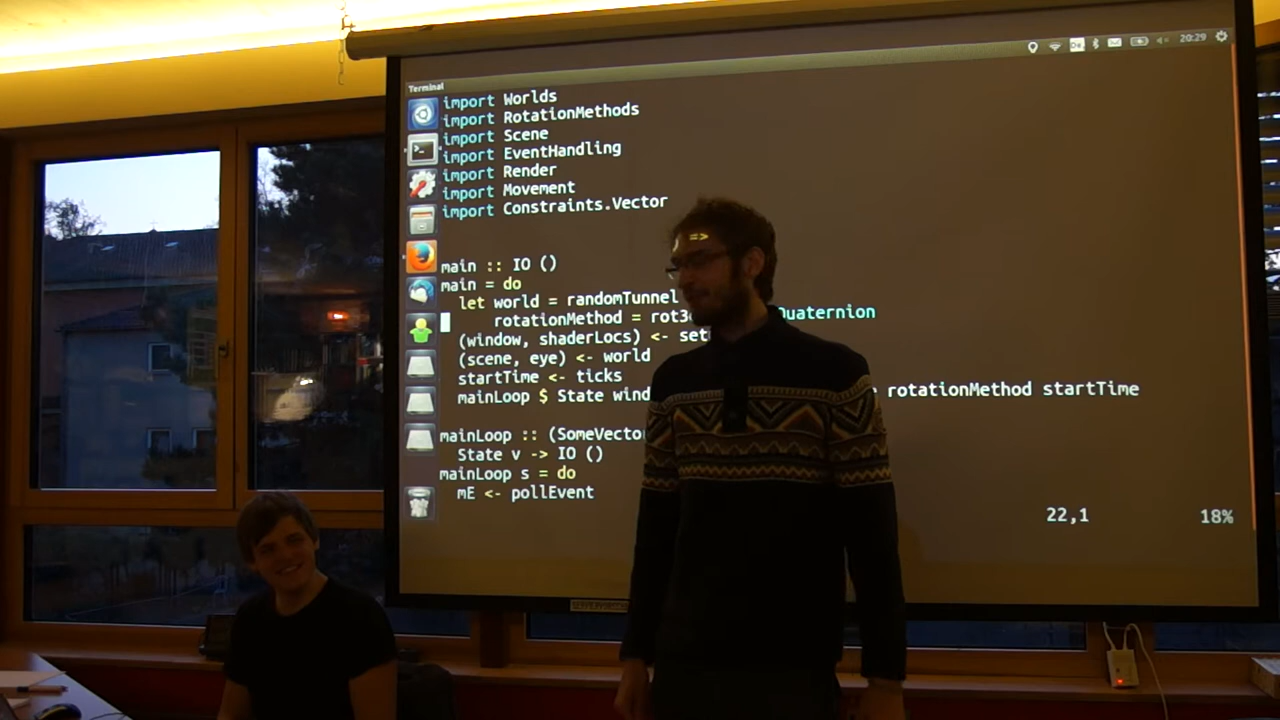 20:29
Terminal
import Worlds
import RotationMethods
import Scene
import EventHandling
import Render
import Movement
import Constraints.Vector
=>
main :: IO ()
main = do
let world = randomTunnel
rotationMethod = rot3 Quaternion
(window, shaderLocs) <- set
(scene, eye) <- world
startTime <- ticks
mainLoop $ State wind rotationMethod startTime
mainLoop :: (SomeVecto
State v -> IO ()
mainLoop s = do
mE <- pollEvent
22,1 18%